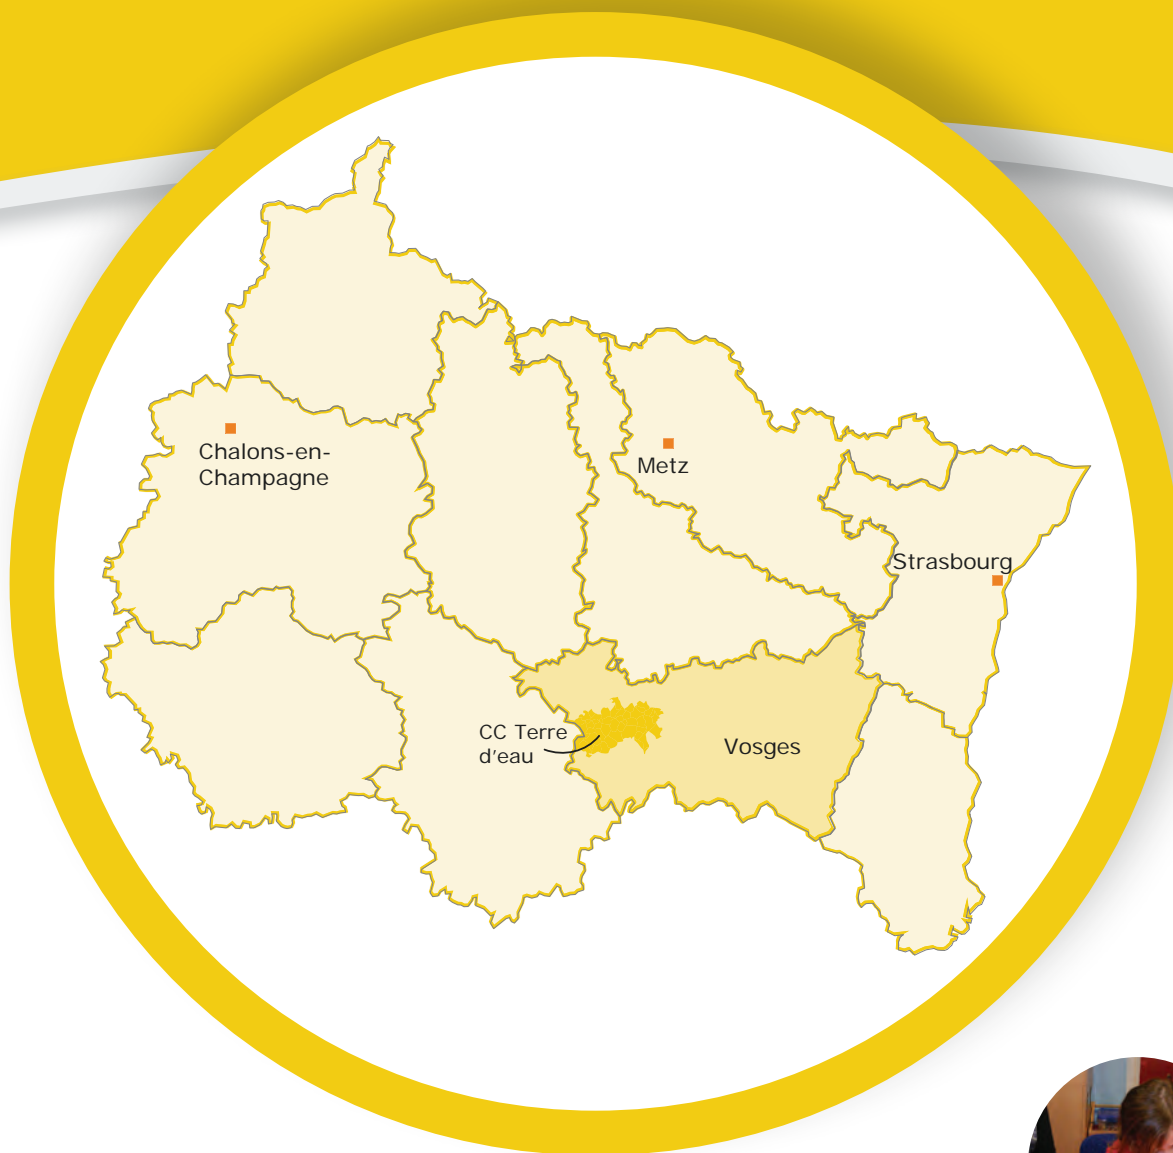 Chalons-en-
Champagne
Metz
Strasbourg
CC Terre
d'eau
Vosges